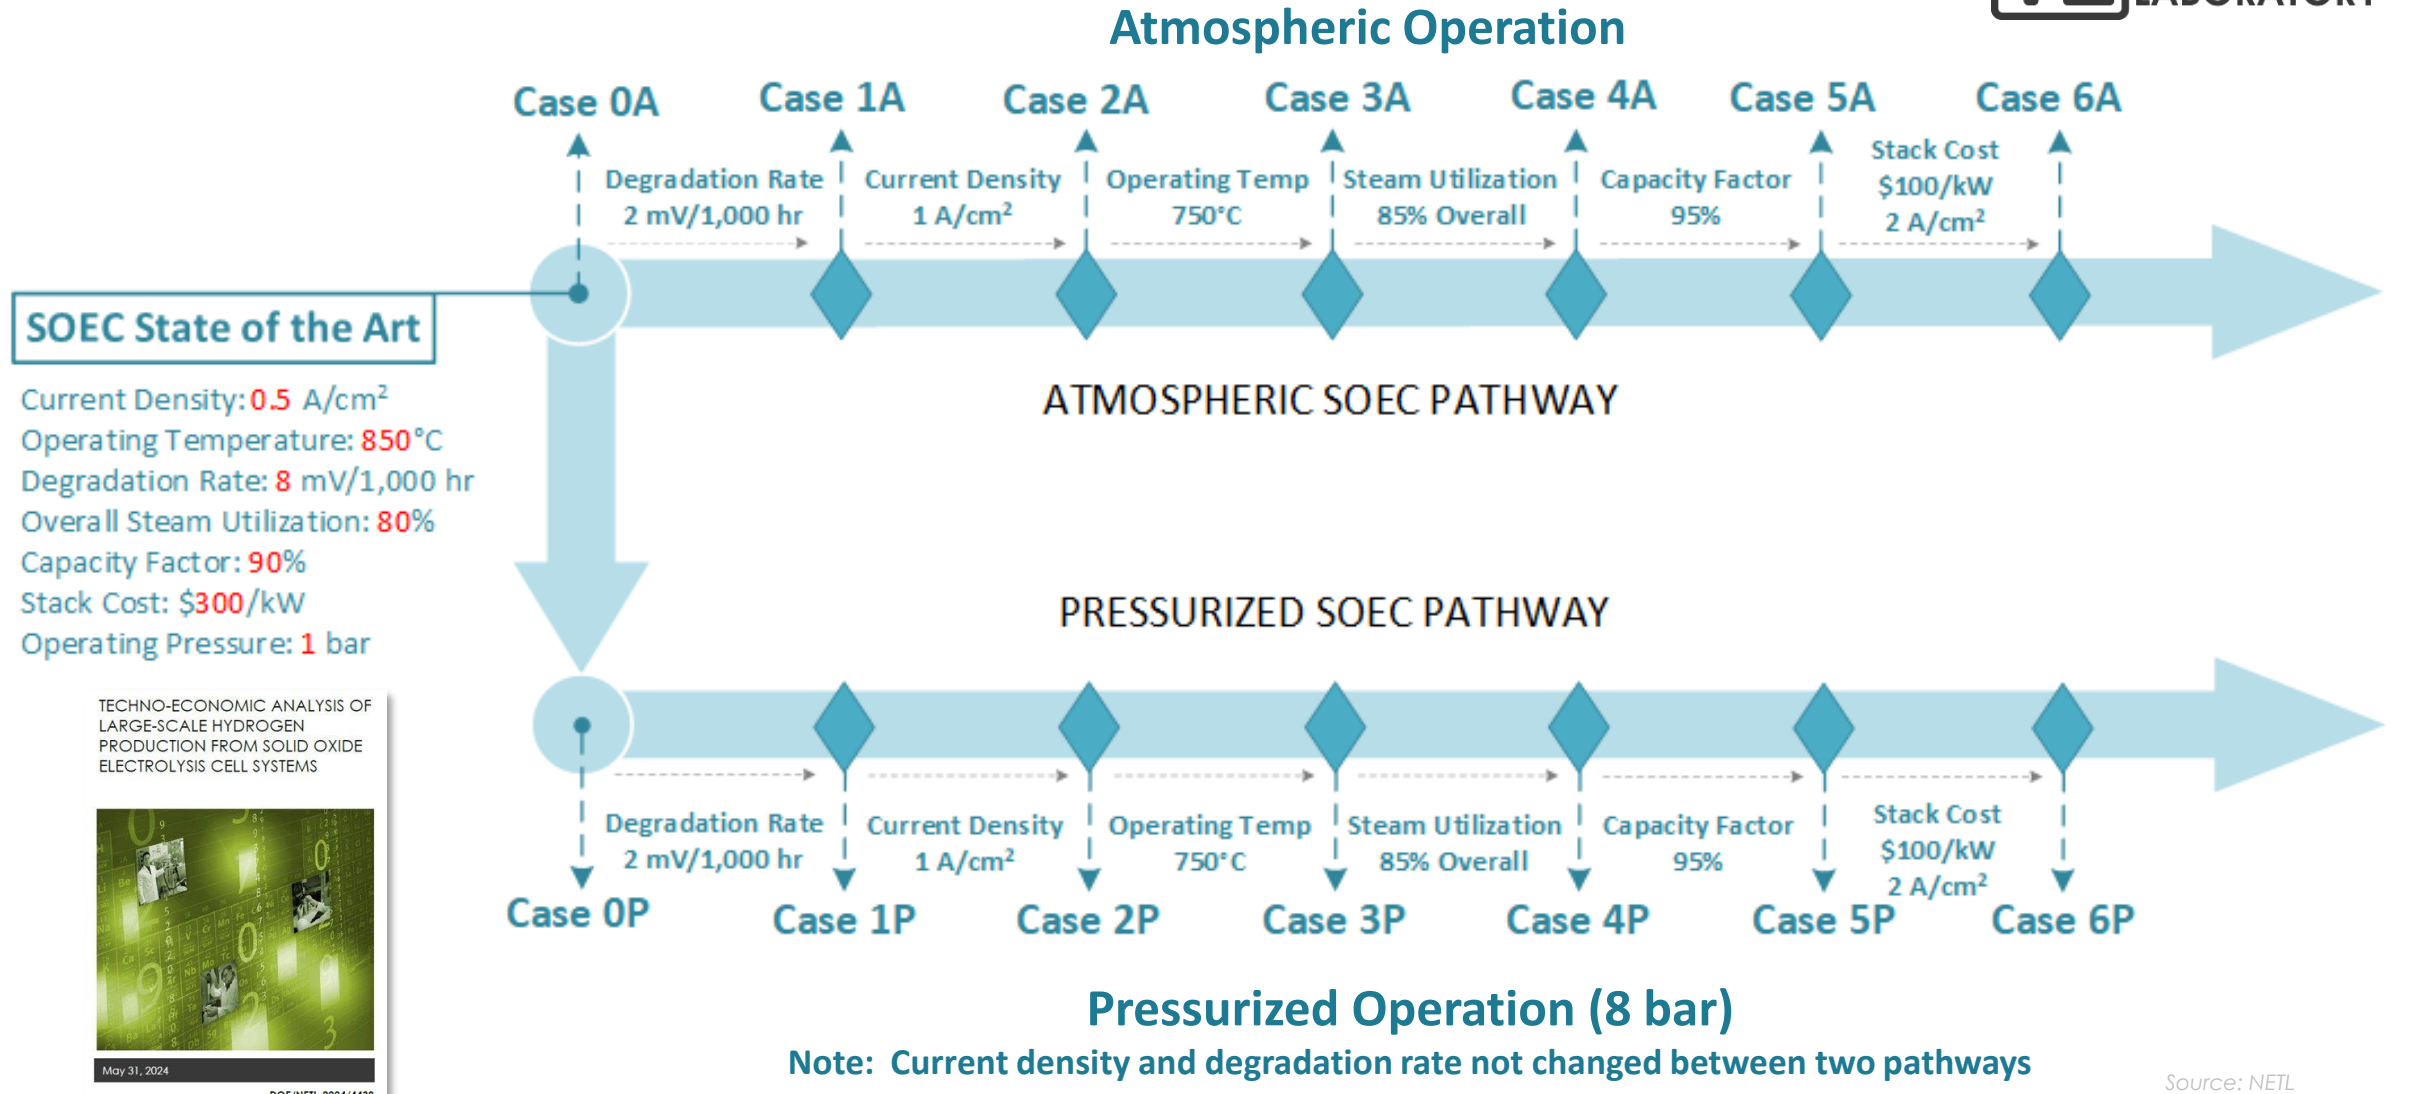 LABORATORY
Atmospheric Operation
Case 0A
Case 1A
Case 2A
Case 3A
Case 4A
Case 5A
Case 6A
Degradation Rate
2 mV/1,000 hr
Current Density
1 A/cm²
Operating Temp
750°C
Steam Utilization
85% Overall
Capacity Factor
95%
Stack Cost
$100/kW
2 A/cm²
SOEC State of the Art
Current Density: 0.5 A/cm²
Operating Temperature: 850°C
Degradation Rate: 8 mV/1,000 hr
Overall Steam Utilization: 80%
Capacity Factor: 90%
Stack Cost: $300/kW
Operating Pressure: 1 bar
ATMOSPHERIC SOEC PATHWAY
PRESSURIZED SOEC PATHWAY
TECHNO-ECONOMIC ANALYSIS OF
LARGE-SCALE HYDROGEN
PRODUCTION FROM SOLID OXIDE
ELECTROLYSIS CELL SYSTEMS
May 31, 2024
Degradation Rate
2 mV/1,000 hr
Current Density
1 A/cm²
Operating Temp
750°C
Steam Utilization
85% Overall
Capacity Factor
95%
Stack Cost
$100/kW
2 A/cm²
Case 0P
Case 1P
Case 2P
Case 3P
Case 4P
Case 5P
Case 6P
Pressurized Operation (8 bar)
Note: Current density and degradation rate not changed between two pathways
Source: NETL